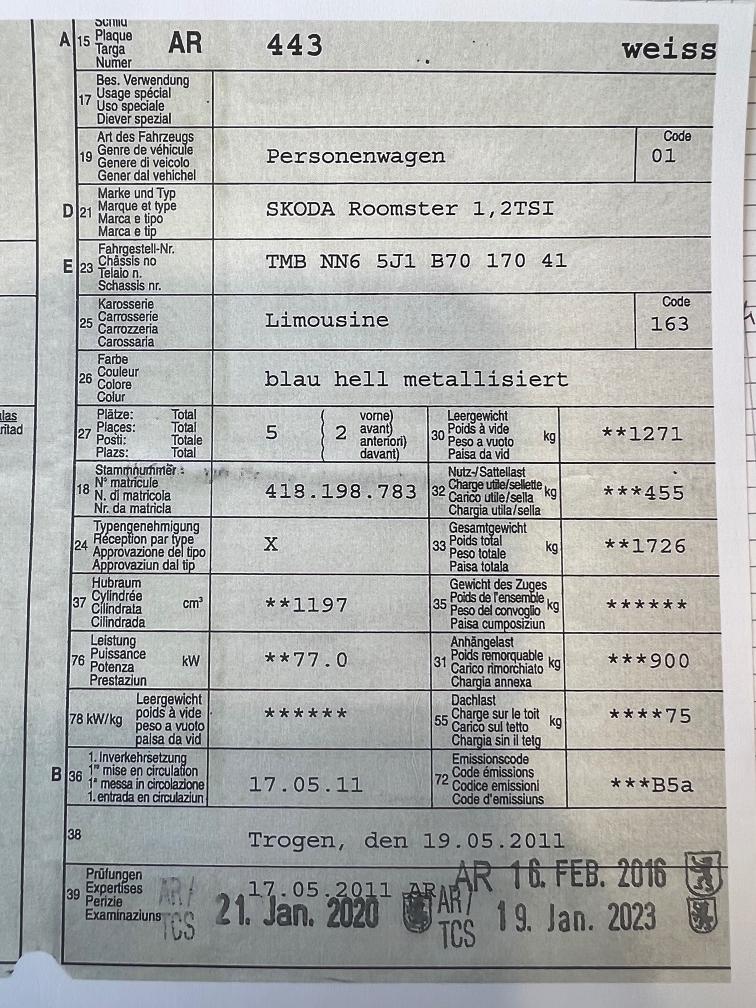 Schild
A 15 Plaque AR 443 weiss
Targa
Numer
17 Bes. Verwendung
Usage spécial
Uso speciale
Diever spezial
19 Art des Fahrzeugs
Genre de véhicule
Genere di veicolo
Gener dal vehichel
Personenwagen
Code
01
D 21 Marke und Typ
Marque et type
Marca e tipo
Marca e tip
SKODA Roomster 1,2TSI
E 23 Fahrgestell-Nr.
Châssis no
Telaio n.
Schassis nr.
TMB NN6 5J1 B70 170 41
25 Karosserie
Carrosserie
Carrozzeria
Carossaria
Limousine
Code
163
26 Farbe
Couleur
Colore
Colur
blau hell metallisiert
27 Plätze: Total
Places: Total
Posti: Totale
Plazs: Total
5 ( 2 vorne)
avant)
anteriori)
davant)
30 Leergewicht
Poids à vide
Peso a vuoto
Paisa da vid
kg **1271
18 Stammnummer:
N° matricule
N. di matricola
Nr. da matricla
418.198.783
32 Nutz-/Sattellast
Charge utile/sellette
Carico utile/sella
Chargia utila/sella
kg ***455
24 Typengenehmigung
Réception par type
Approvazione del tipo
Approvaziun dal tip
X
33 Gesamtgewicht
Poids total
Peso totale
Paisa totala
kg **1726
37 Hubraum
Cylindrée
Cilindrata
Cilindrada
cm³ **1197
35 Gewicht des Zuges
Poids de l'ensemble
Peso del convoglio
Paisa cumposiziun
kg ******
76 Leistung
Puissance
Potenza
Prestaziun
kW **77.0
31 Anhängelast
Poids remorquable
Carico rimorchiato
Chargia annexa
kg ***900
78 kW/kg Leergewicht
poids à vide
peso a vuoto
paisa da vid
******
55 Dachlast
Charge sur le toit
Carico sul tetto
Chargia sin il tetg
kg ****75
B 36 1. Inverkehrsetzung
1re mise en circulation
1a messa in circolazione
1. entrada en circulaziun
17.05.11
72 Emissionscode
Code émissions
Codice emissioni
Code d'emissiuns
***B5a
38 Trogen, den 19.05.2011
39 Prüfungen
Expertises
Perizie
Examinaziuns
17.05.2011 AR
AR 16. FEB. 2016
AR/
TCS
21. Jan. 2020
AR/
TCS
19. Jan. 2023